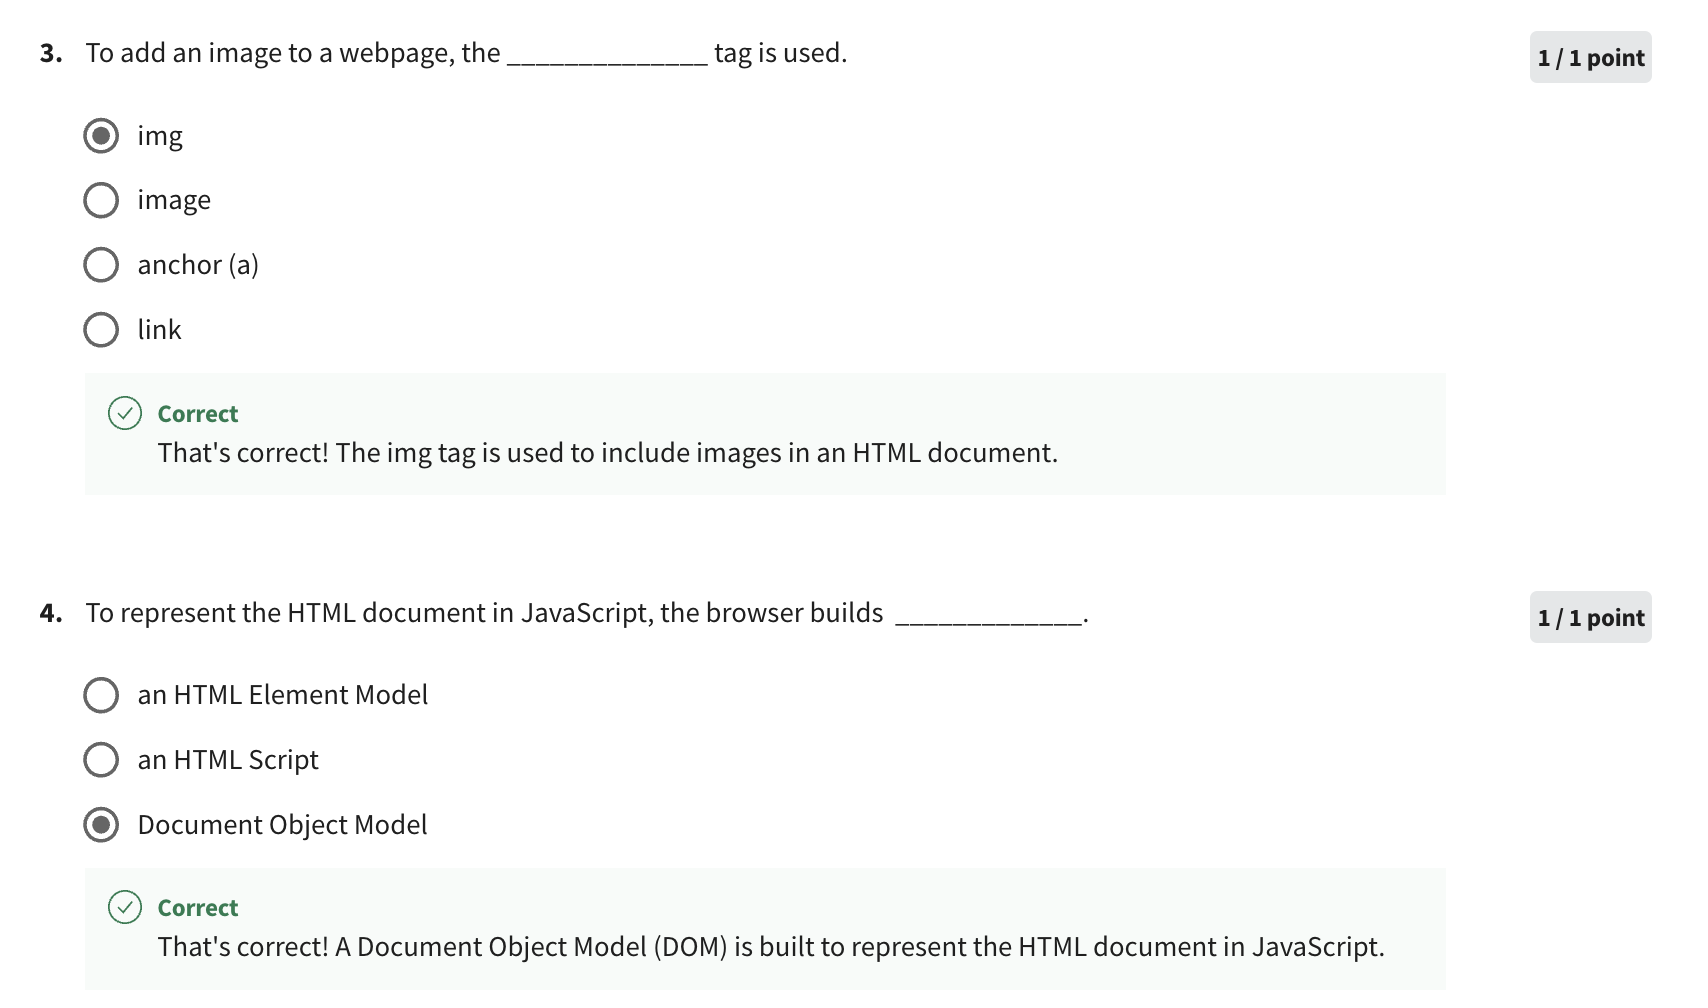 3. To add an image to a webpage, the ______________ tag is used.
1 / 1 point
img
image
anchor (a)
link
Correct
That's correct! The img tag is used to include images in an HTML document.
4. To represent the HTML document in JavaScript, the browser builds _____________.
1 / 1 point
an HTML Element Model
an HTML Script
Document Object Model
Correct
That's correct! A Document Object Model (DOM) is built to represent the HTML document in JavaScript.